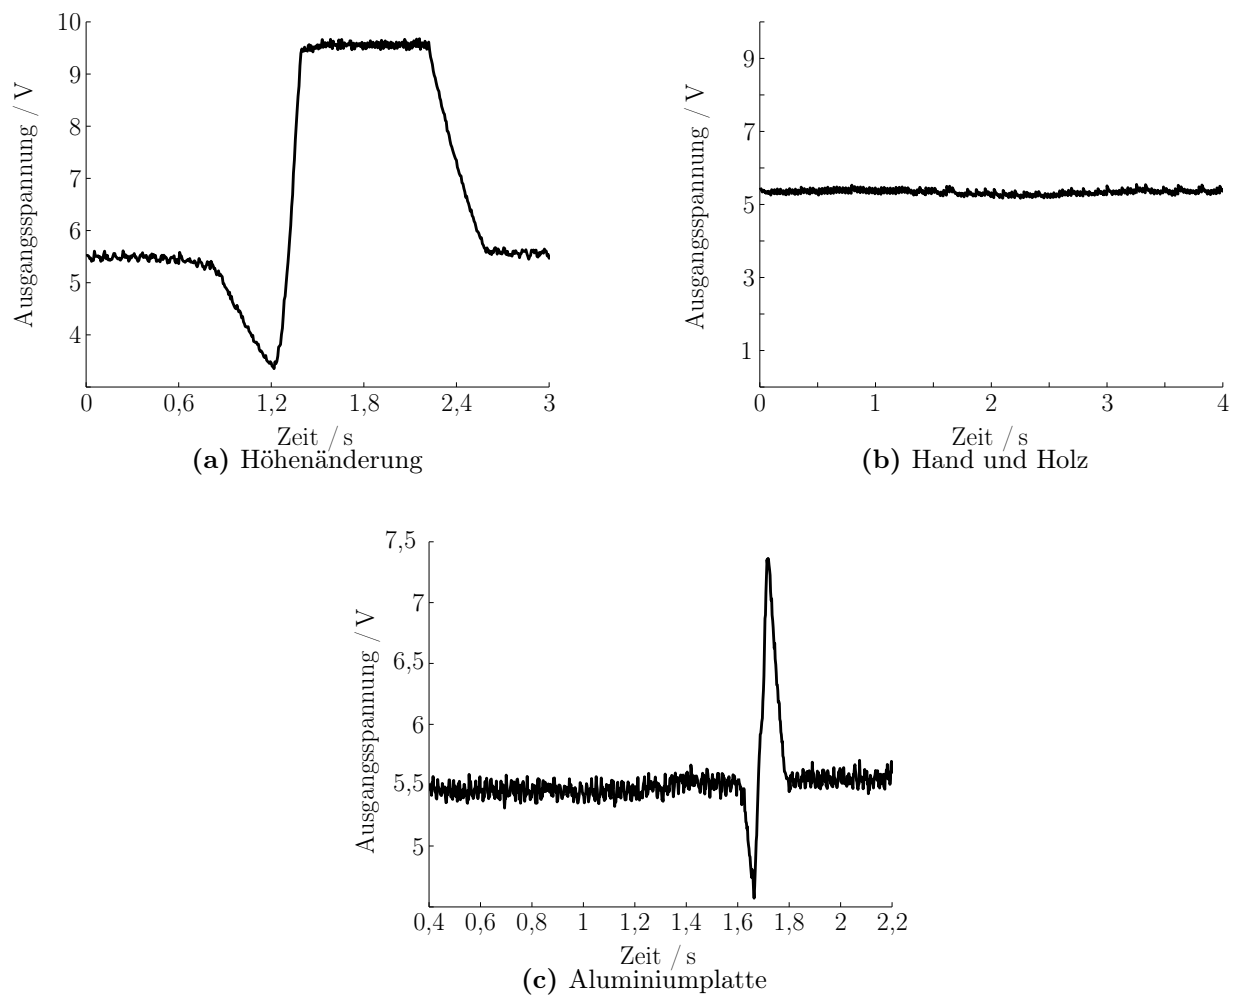 10
9
8
7
6
5
4
Ausgangsspannung / V
0 0,6 1,2 1,8 2,4 3
Zeit / s
(a) Höhenänderung
9
7
5
3
1
Ausgangsspannung / V
0 1 2 3 4
Zeit / s
(b) Hand und Holz
7,5
7
6,5
6
5,5
5
Ausgangsspannung / V
0,4 0,6 0,8 1 1,2 1,4 1,6 1,8 2 2,2
Zeit / s
(c) Aluminiumplatte